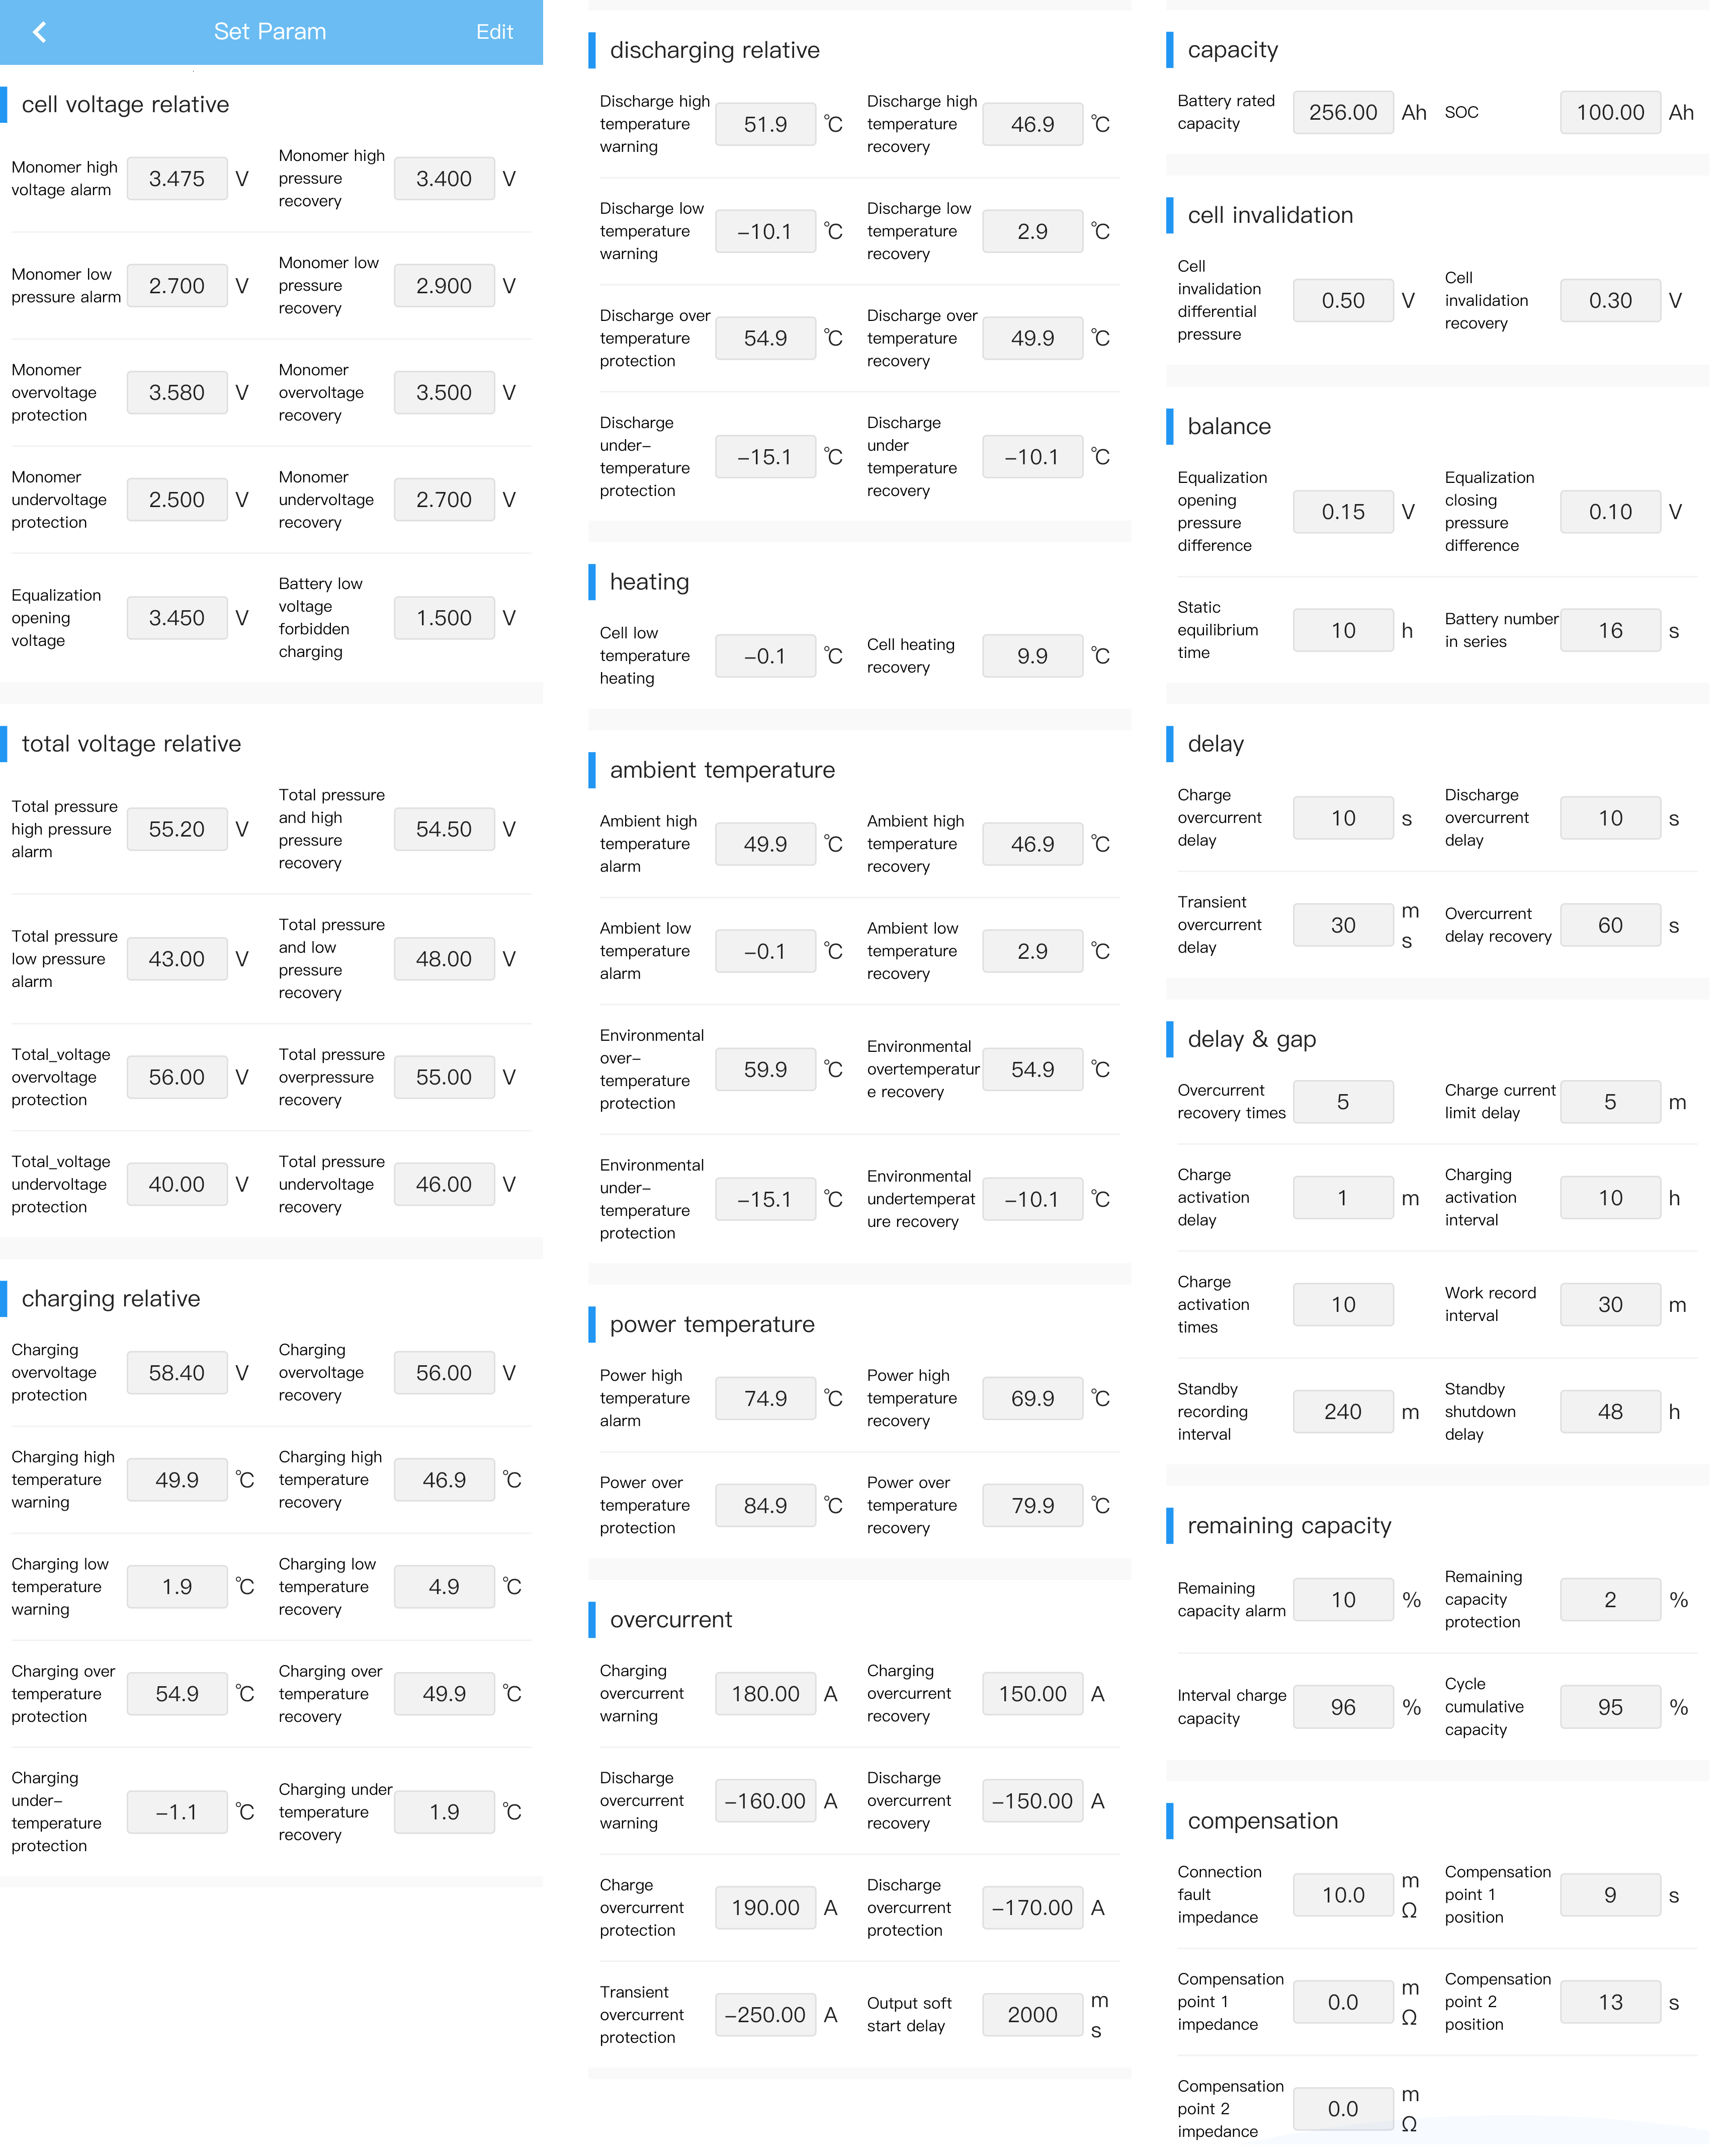 Set Param
Edit
cell voltage relative
Monomer high
voltage alarm
3.475 V
Monomer high
pressure
recovery
3.400 V
Monomer low
pressure alarm
2.700 V
Monomer low
pressure
recovery
2.900 V
Monomer
overvoltage
protection
3.580 V
Monomer
overvoltage
recovery
3.500 V
Monomer
undervoltage
protection
2.500 V
Monomer
undervoltage
recovery
2.700 V
Equalization
opening
voltage
3.450 V
Battery low
voltage
forbidden
charging
1.500 V
total voltage relative
Total pressure
high pressure
alarm
55.20 V
Total pressure
and high
pressure
recovery
54.50 V
Total pressure
low pressure
alarm
43.00 V
Total pressure
and low
pressure
recovery
48.00 V
Total_voltage
overvoltage
protection
56.00 V
Total pressure
overpressure
recovery
55.00 V
Total_voltage
undervoltage
protection
40.00 V
Total pressure
undervoltage
recovery
46.00 V
charging relative
Charging
overvoltage
protection
58.40 V
Charging
overvoltage
recovery
56.00 V
Charging high
temperature
warning
49.9 ℃
Charging high
temperature
recovery
46.9 ℃
Charging low
temperature
warning
1.9 ℃
Charging low
temperature
recovery
4.9 ℃
Charging over
temperature
protection
54.9 ℃
Charging over
temperature
recovery
49.9 ℃
Charging
under-
temperature
protection
-1.1 ℃
Charging under
temperature
recovery
1.9 ℃
discharging relative
Discharge high
temperature
warning
51.9 ℃
Discharge high
temperature
recovery
46.9 ℃
Discharge low
temperature
warning
-10.1 ℃
Discharge low
temperature
recovery
2.9 ℃
Discharge over
temperature
protection
54.9 ℃
Discharge over
temperature
recovery
49.9 ℃
Discharge
under-
temperature
protection
-15.1 ℃
Discharge
under
temperature
recovery
-10.1 ℃
heating
Cell low
temperature
heating
-0.1 ℃
Cell heating
recovery
9.9 ℃
ambient temperature
Ambient high
temperature
alarm
49.9 ℃
Ambient high
temperature
recovery
46.9 ℃
Ambient low
temperature
alarm
-0.1 ℃
Ambient low
temperature
recovery
2.9 ℃
Environmental
over-
temperature
protection
59.9 ℃
Environmental
overtemperatur
e recovery
54.9 ℃
Environmental
under-
temperature
protection
-15.1 ℃
Environmental
undertemperat
ure recovery
-10.1 ℃
power temperature
Power high
temperature
alarm
74.9 ℃
Power high
temperature
recovery
69.9 ℃
Power over
temperature
protection
84.9 ℃
Power over
temperature
recovery
79.9 ℃
overcurrent
Charging
overcurrent
warning
180.00 A
Charging
overcurrent
recovery
150.00 A
Discharge
overcurrent
warning
-160.00 A
Discharge
overcurrent
recovery
-150.00 A
Charge
overcurrent
protection
190.00 A
Discharge
overcurrent
protection
-170.00 A
Transient
overcurrent
protection
-250.00 A
Output soft
start delay
2000
m
s
capacity
Battery rated
capacity
256.00 Ah
SOC
100.00 Ah
cell invalidation
Cell
invalidation
differential
pressure
0.50 V
Cell
invalidation
recovery
0.30 V
balance
Equalization
opening
pressure
difference
0.15 V
Equalization
closing
pressure
difference
0.10 V
Static
equilibrium
time
10 h
Battery number
in series
16 s
delay
Charge
overcurrent
delay
10 s
Discharge
overcurrent
delay
10 s
Transient
overcurrent
delay
30
m
s
Overcurrent
delay recovery
60 s
delay & gap
Overcurrent
recovery times
5
Charge current
limit delay
5 m
Charge
activation
delay
1 m
Charging
activation
interval
10 h
Charge
activation
times
10
Work record
interval
30 m
Standby
recording
interval
240 m
Standby
shutdown
delay
48 h
remaining capacity
Remaining
capacity alarm
10 %
Remaining
capacity
protection
2 %
Interval charge
capacity
96 %
Cycle
cumulative
capacity
95 %
compensation
Connection
fault
impedance
10.0
m
Ω
Compensation
point 1
position
9 s
Compensation
point 1
impedance
0.0
m
Ω
Compensation
point 2
position
13 s
Compensation
point 2
impedance
0.0
m
Ω